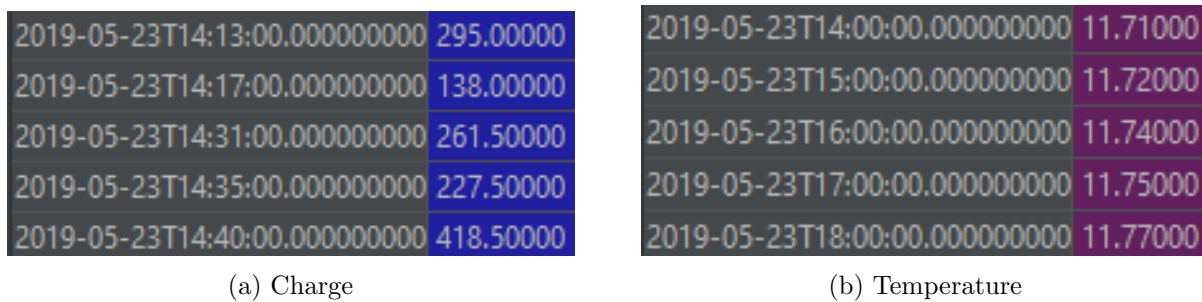 2019-05-23T14:13:00.000000000 295.00000
2019-05-23T14:17:00.000000000 138.00000
2019-05-23T14:31:00.000000000 261.50000
2019-05-23T14:35:00.000000000 227.50000
2019-05-23T14:40:00.000000000 418.50000
(a) Charge
2019-05-23T14:00:00.000000000 11.71000
2019-05-23T15:00:00.000000000 11.72000
2019-05-23T16:00:00.000000000 11.74000
2019-05-23T17:00:00.000000000 11.75000
2019-05-23T18:00:00.000000000 11.77000
(b) Temperature